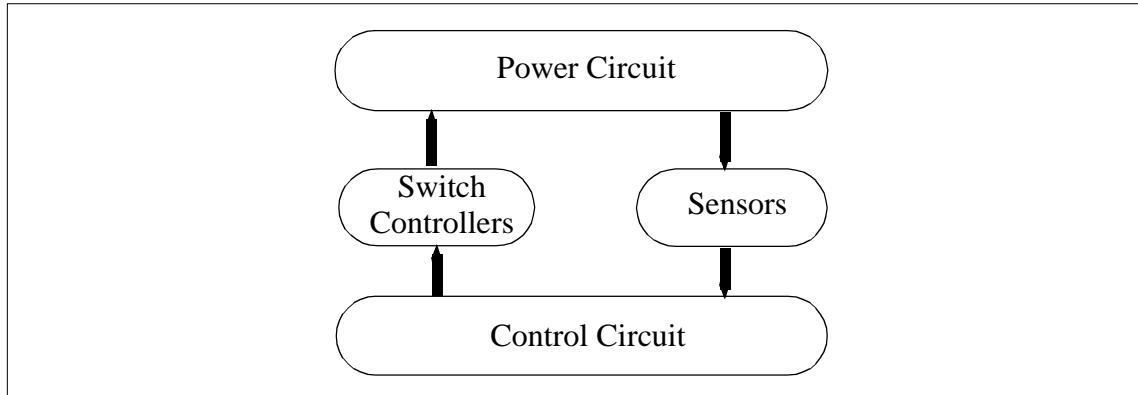 Power Circuit
Switch
Controllers
Sensors
Control Circuit